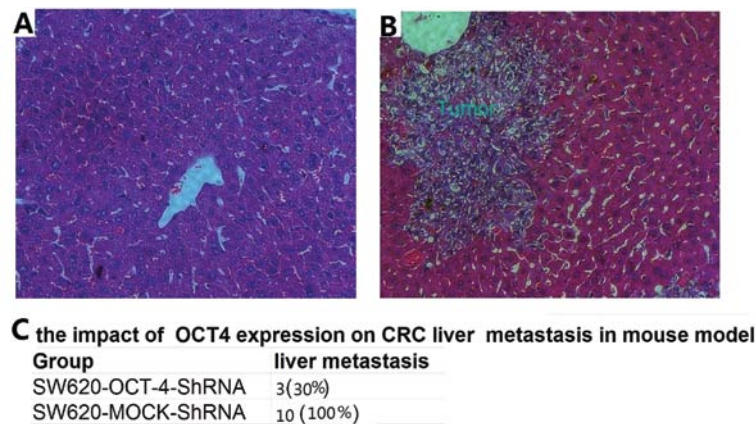 A
B
Tumor
C the impact of OCT4 expression on CRC liver metastasis in mouse model
Group liver metastasis
SW620-OCT-4-ShRNA 3(30%)
SW620-MOCK-ShRNA 10 (100%)